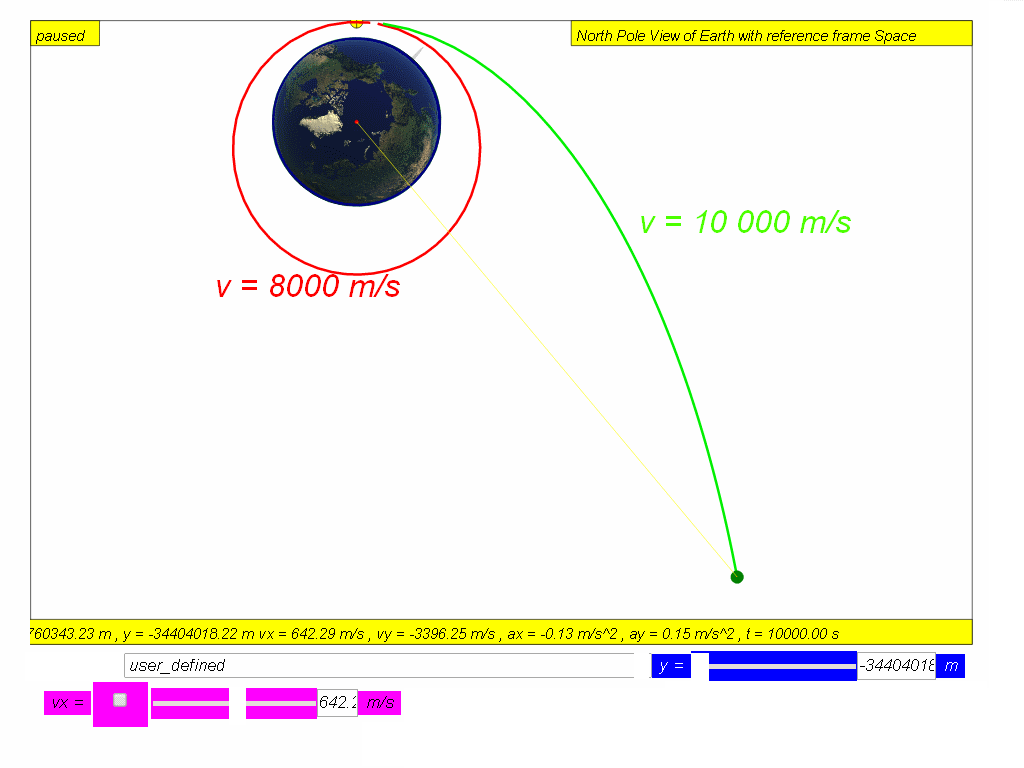 paused
North Pole View of Earth with reference frame Space
v = 10 000 m/s
v = 8000 m/s
760343.23 m , y = -34404018.22 m vx = 642.29 m/s , vy = -3396.25 m/s , ax = -0.13 m/s^2 , ay = 0.15 m/s^2 , t = 10000.00 s
user_defined
y = -34404018 m
vx = 642.2 m/s